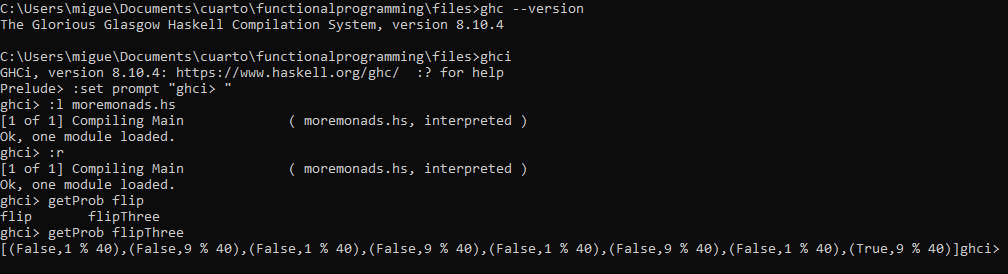 C:\Users\migue\Documents\cuarto\functionalprogramming\files>ghc --version
The Glorious Glasgow Haskell Compilation System, version 8.10.4
C:\Users\migue\Documents\cuarto\functionalprogramming\files>ghci
GHCi, version 8.10.4: https://www.haskell.org/ghc/  :? for help
Prelude> :set prompt "ghci> "
ghci> :l moremonads.hs
[1 of 1] Compiling Main             ( moremonads.hs, interpreted )
Ok, one module loaded.
ghci> :r
[1 of 1] Compiling Main             ( moremonads.hs, interpreted )
Ok, one module loaded.
ghci> getProb flip
flip       flipThree
ghci> getProb flipThree
[(False,1 % 40),(False,9 % 40),(False,1 % 40),(False,9 % 40),(False,1 % 40),(False,9 % 40),(False,1 % 40),(True,9 % 40)]ghci>